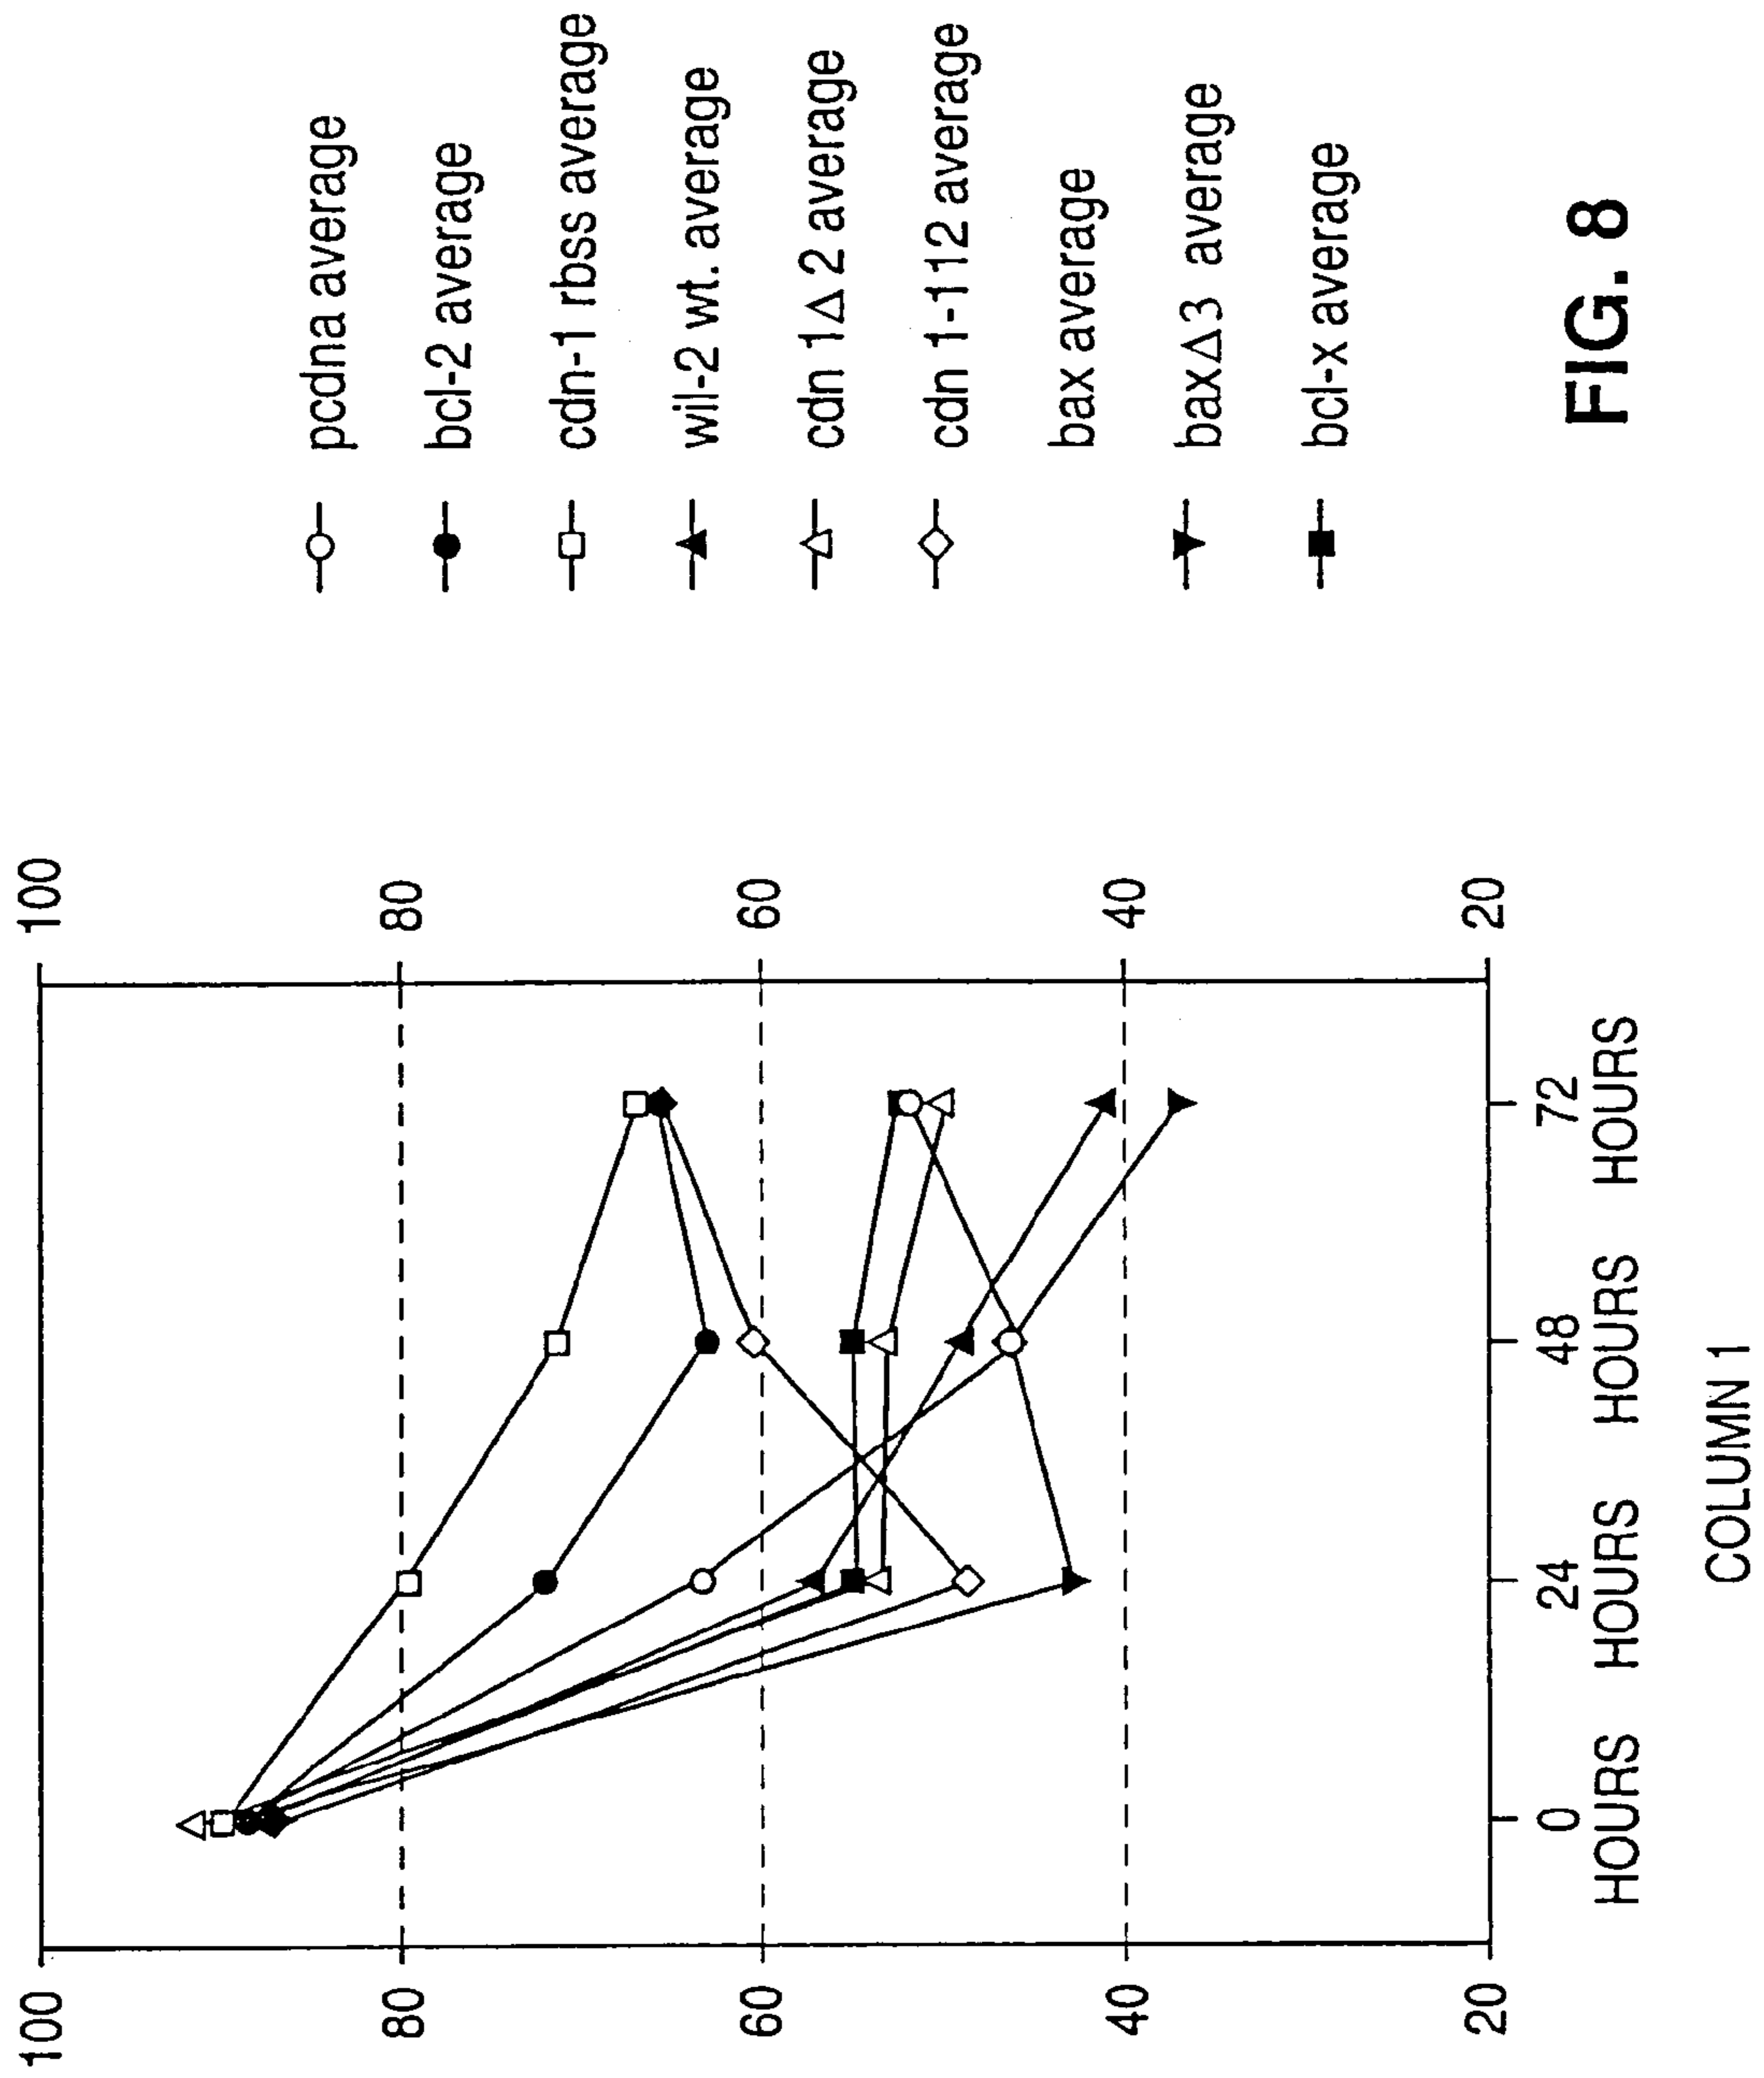 100
100
80
80
60
60
40
40
20
20
0
HOURS
24
HOURS
48
HOURS
72
HOURS
COLUMN 1
pcdna average
bcl-2 average
cdn-1 rbss average
wil-2 wt. average
cdn 1Δ2 average
cdn 1-112 average
bax average
baxΔ3 average
bcl-x average
FIG. 8